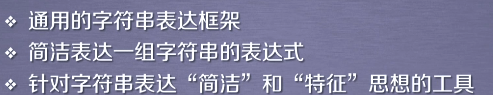 ❖ 通用的字符串表达框架
❖ 简洁表达一组字符串的表达式
❖ 针对字符串表达“简洁”和“特征”思想的工具